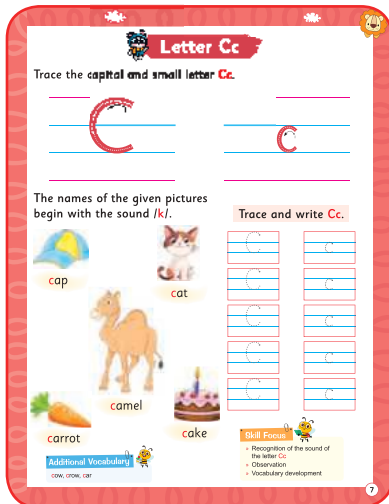 Letter Cc
Trace the capital and small letter Cc.
C
c
The names of the given pictures
begin with the sound /k/.
cap
cat
camel
carrot
cake
Additional Vocabulary
cow, crow, car
Trace and write Cc.
C
c
C
c
C
c
C
c
C
c
Skill Focus
Recognition of the sound of
the letter Cc
Observation
Vocabulary development
7